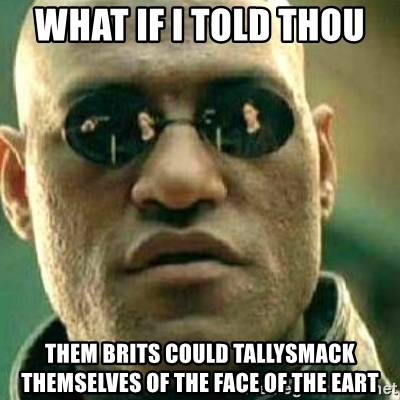 WHAT IF I TOLD THOU
THEM BRITS COULD TALLYSMACK
THEMSELVES OF THE FACE OF THE EART